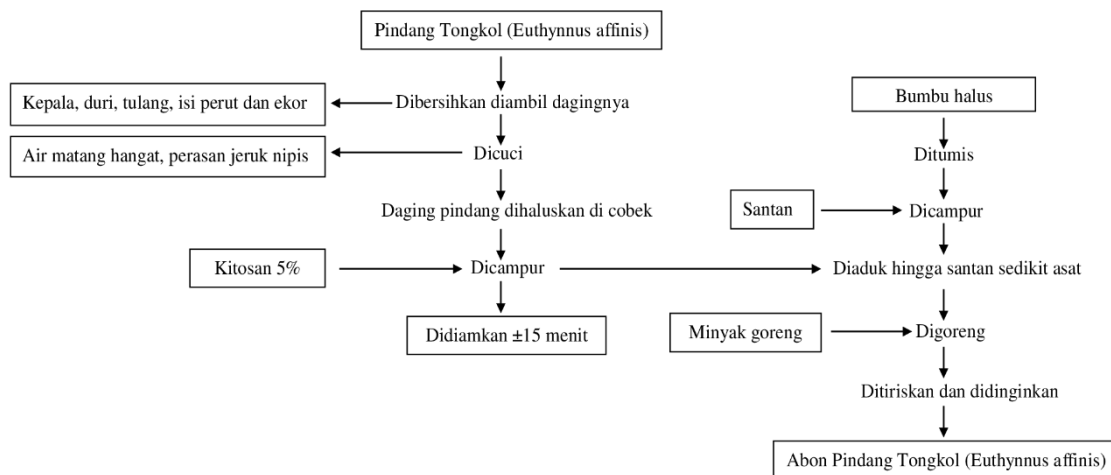 Pindang Tongkol (Euthynnus affinis)
Kepala, duri, tulang, isi perut dan ekor
Dibersihkan diambil dagingnya
Air matang hangat, perasan jeruk nipis
Dicuci
Daging pindang dihaluskan di cobek
Kitosan 5%
Dicampur
Didiamkan ±15 menit
Bumbu halus
Ditumis
Santan
Dicampur
Diaduk hingga santan sedikit asat
Minyak goreng
Digoreng
Ditiriskan dan didinginkan
Abon Pindang Tongkol (Euthynnus affinis)